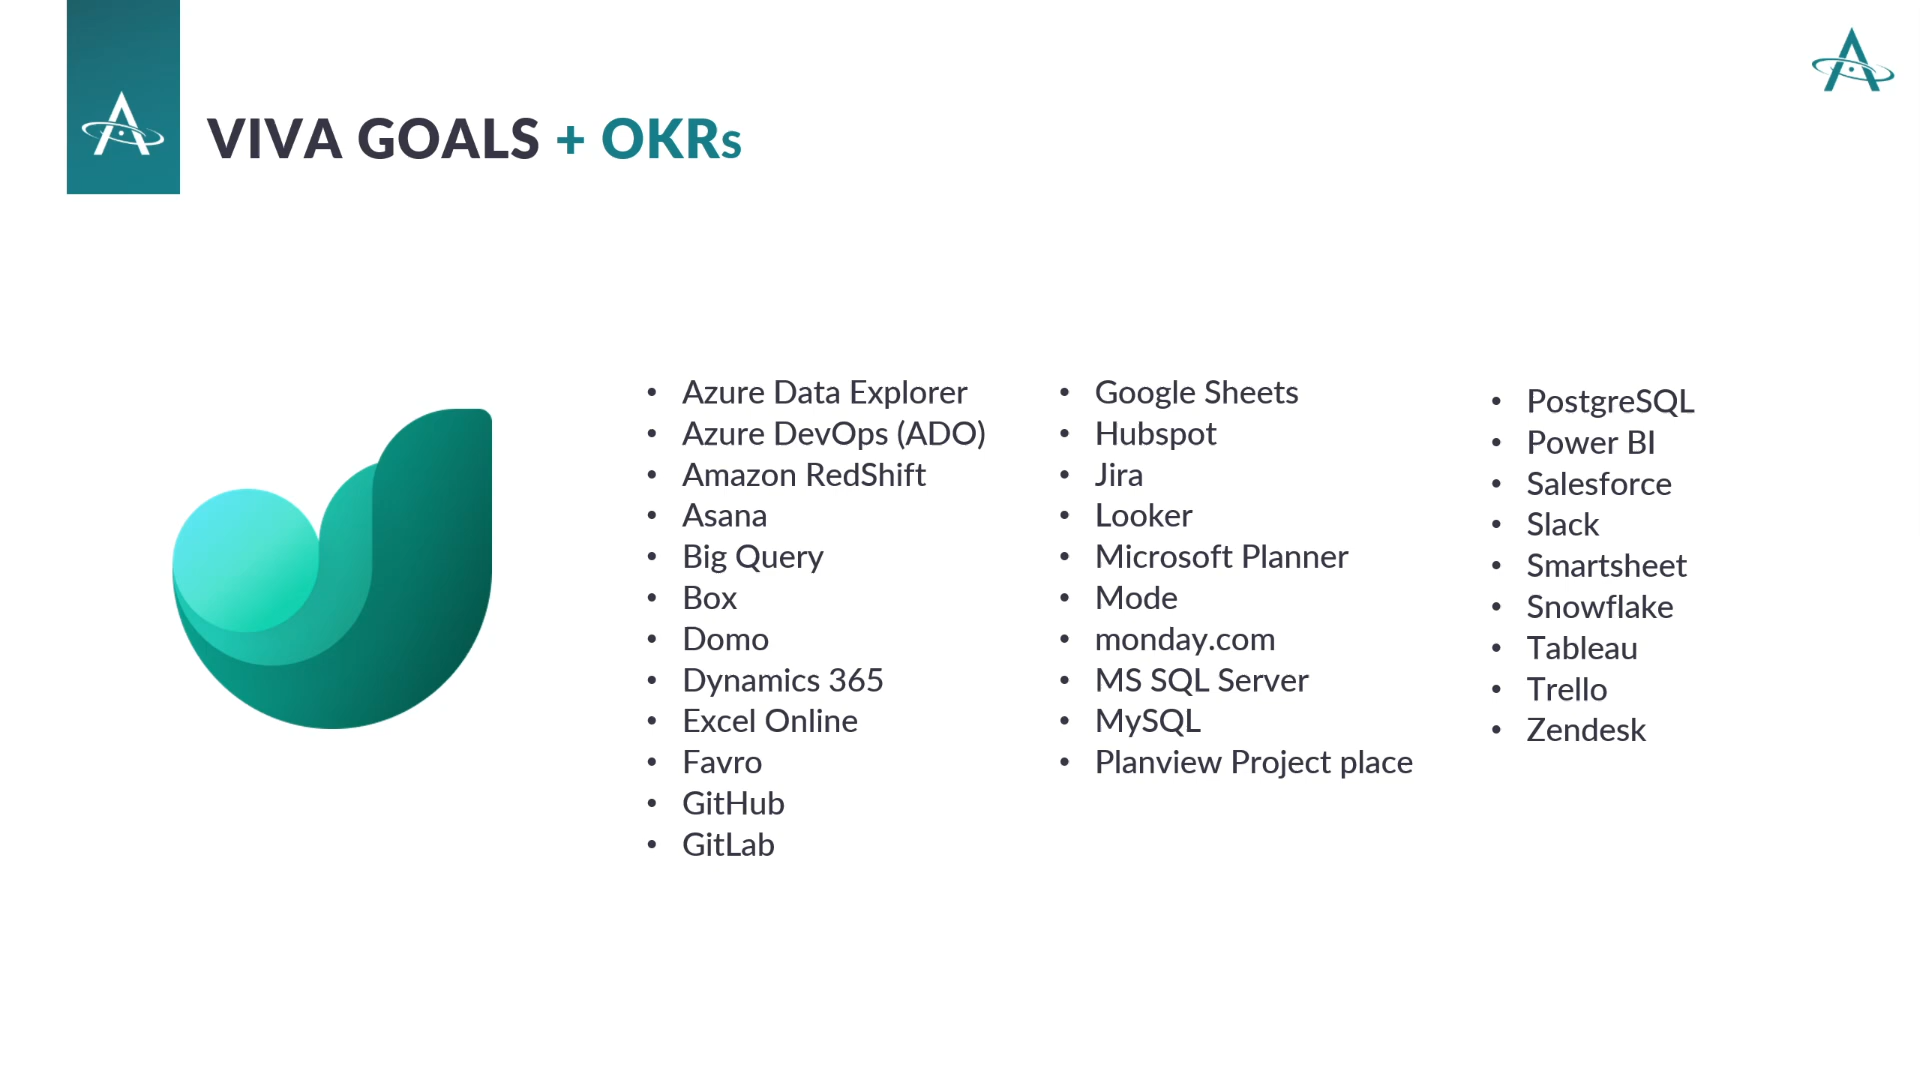 VIVA GOALS + OKRs
• Azure Data Explorer
• Azure DevOps (ADO)
• Amazon RedShift
• Asana
• Big Query
• Box
• Domo
• Dynamics 365
• Excel Online
• Favro
• GitHub
• GitLab
• Google Sheets
• Hubspot
• Jira
• Looker
• Microsoft Planner
• Mode
• monday.com
• MS SQL Server
• MySQL
• Planview Project place
• PostgreSQL
• Power BI
• Salesforce
• Slack
• Smartsheet
• Snowflake
• Tableau
• Trello
• Zendesk